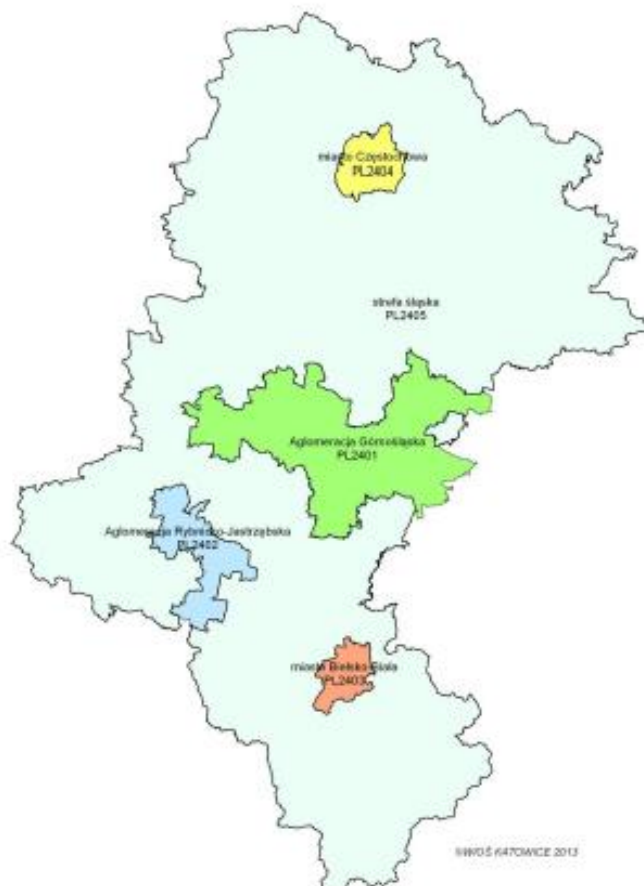 miasto Częstochowa
PL2404
strefa śląska
PL2405
Aglomeracja Górnośląska
PL2401
Aglomeracja Rybnicko-Jastrzębska
PL2402
miasto Bielsko-Biała
PL2403
WIOŚ KATOWICE 2013